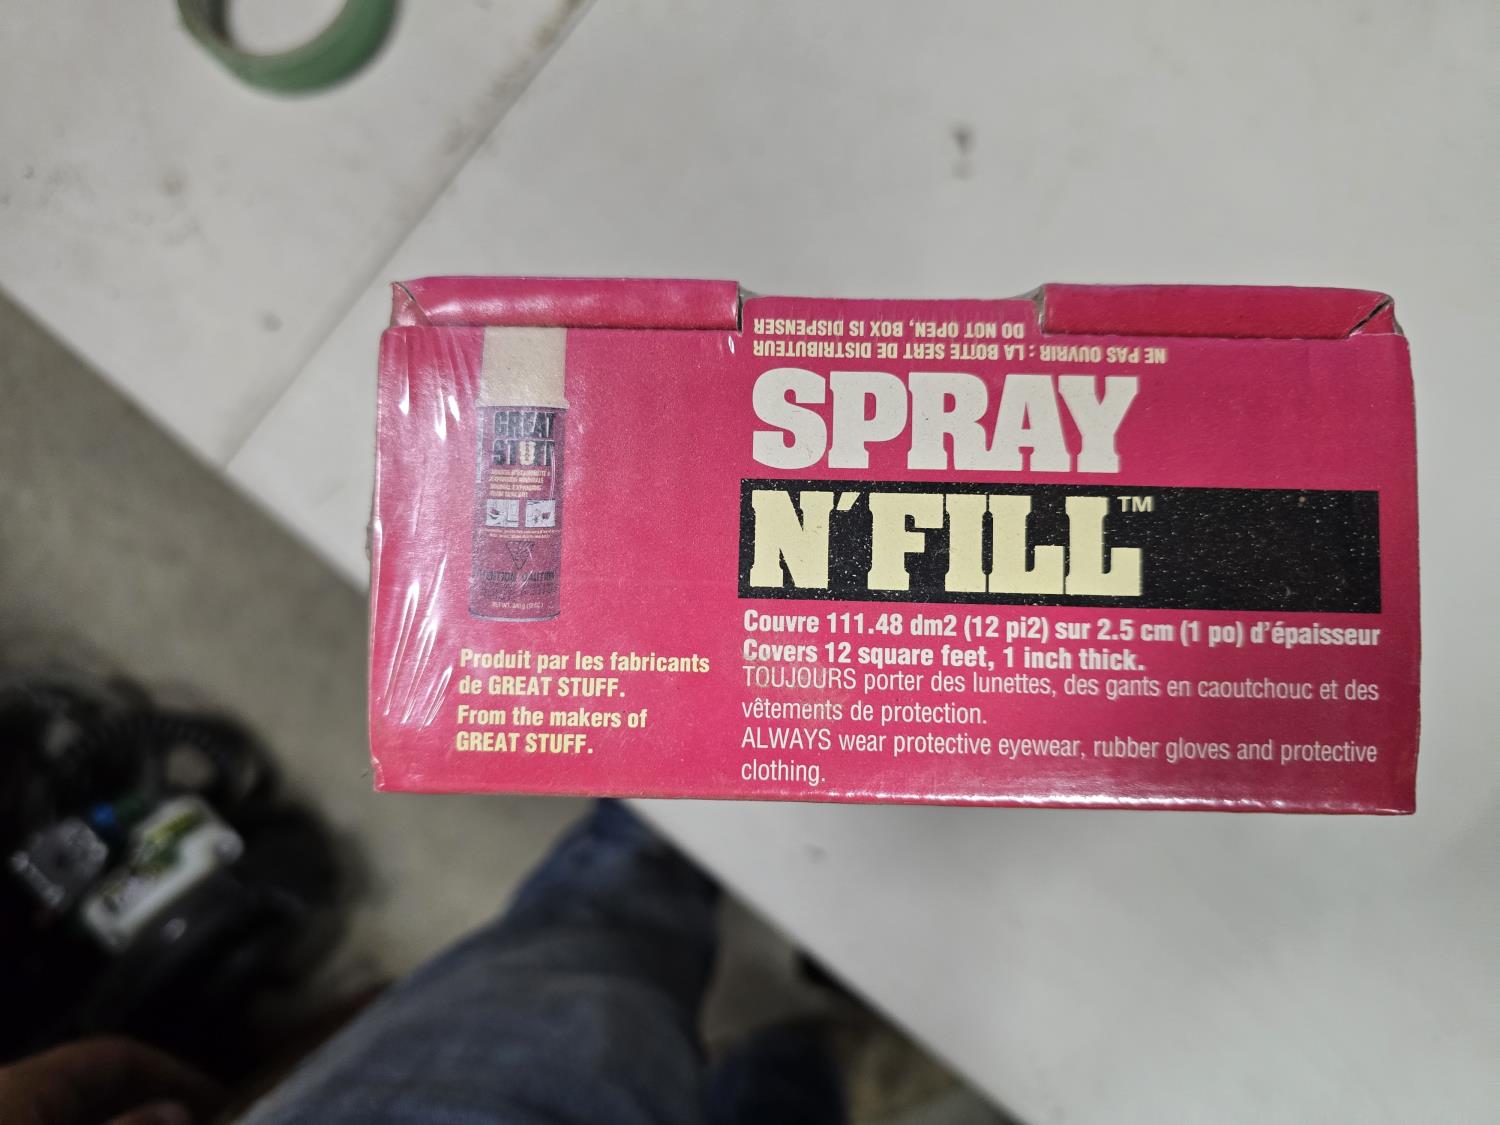 DO NOT OPEN, BOX IS DISPENSER
NE PAS OUVRIR : LA BOÎTE SERT DE DISTRIBUTEUR
SPRAY
N'FILL™
Couvre 111.48 dm2 (12 pi2) sur 2.5 cm (1 po) d'épaisseur
Covers 12 square feet, 1 inch thick.
TOUJOURS porter des lunettes, des gants en caoutchouc et des
vêtements de protection.
ALWAYS wear protective eyewear, rubber gloves and protective
clothing.
GREAT
STUFF
Produit par les fabricants
de GREAT STUFF.
From the makers of
GREAT STUFF.